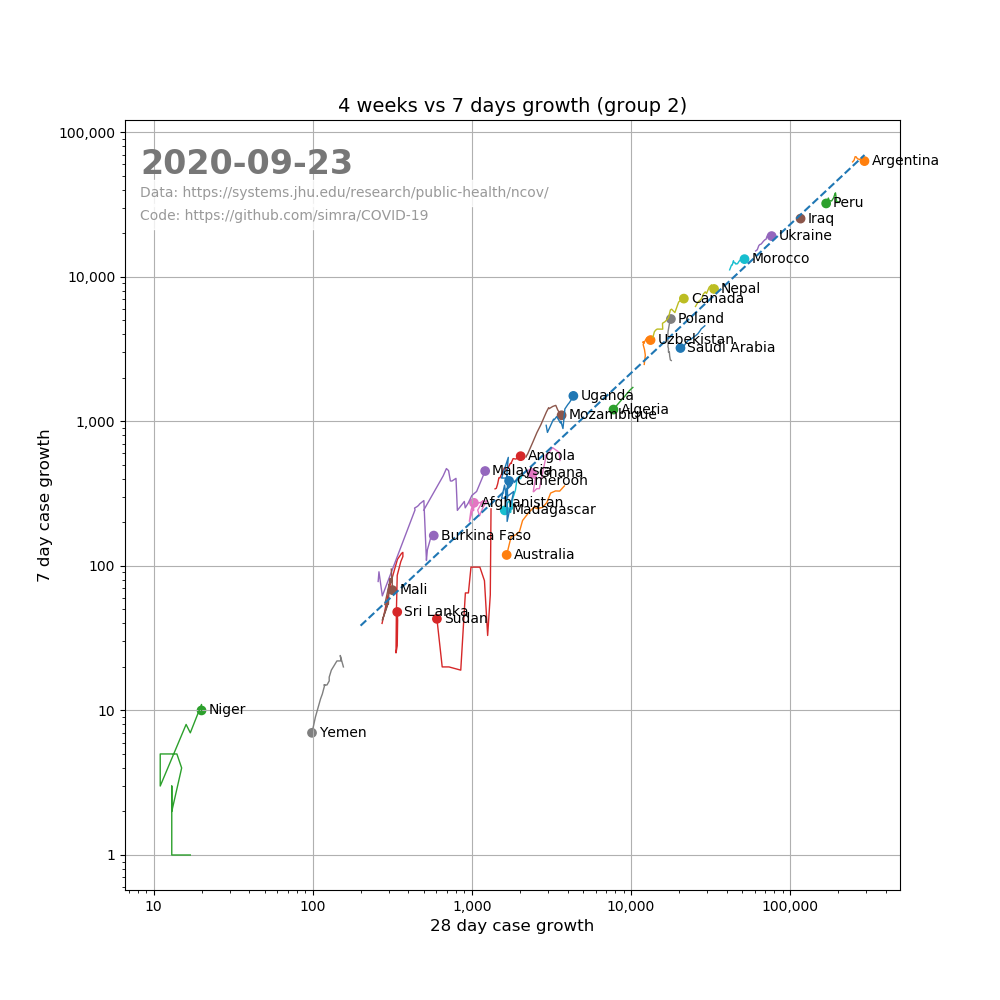 4 weeks vs 7 days growth (group 2)
100,000
2020-09-23
Data: https://systems.jhu.edu/research/public-health/ncov/
Code: https://github.com/simra/COVID-19
Argentina
Peru
Iraq
Ukraine
Morocco
10,000
Nepal
Canada
Poland
Uzbekistan
Saudi Arabia
Uganda
Algeria
Mozambique
1,000
Angola
Malaysia
Ghana
Cameroon
Afghanistan
Madagascar
Burkina Faso
Australia
100
Mali
Sri Lanka
Sudan
Niger
10
Yemen
1
7 day case growth
10 100 1,000 10,000 100,000
28 day case growth